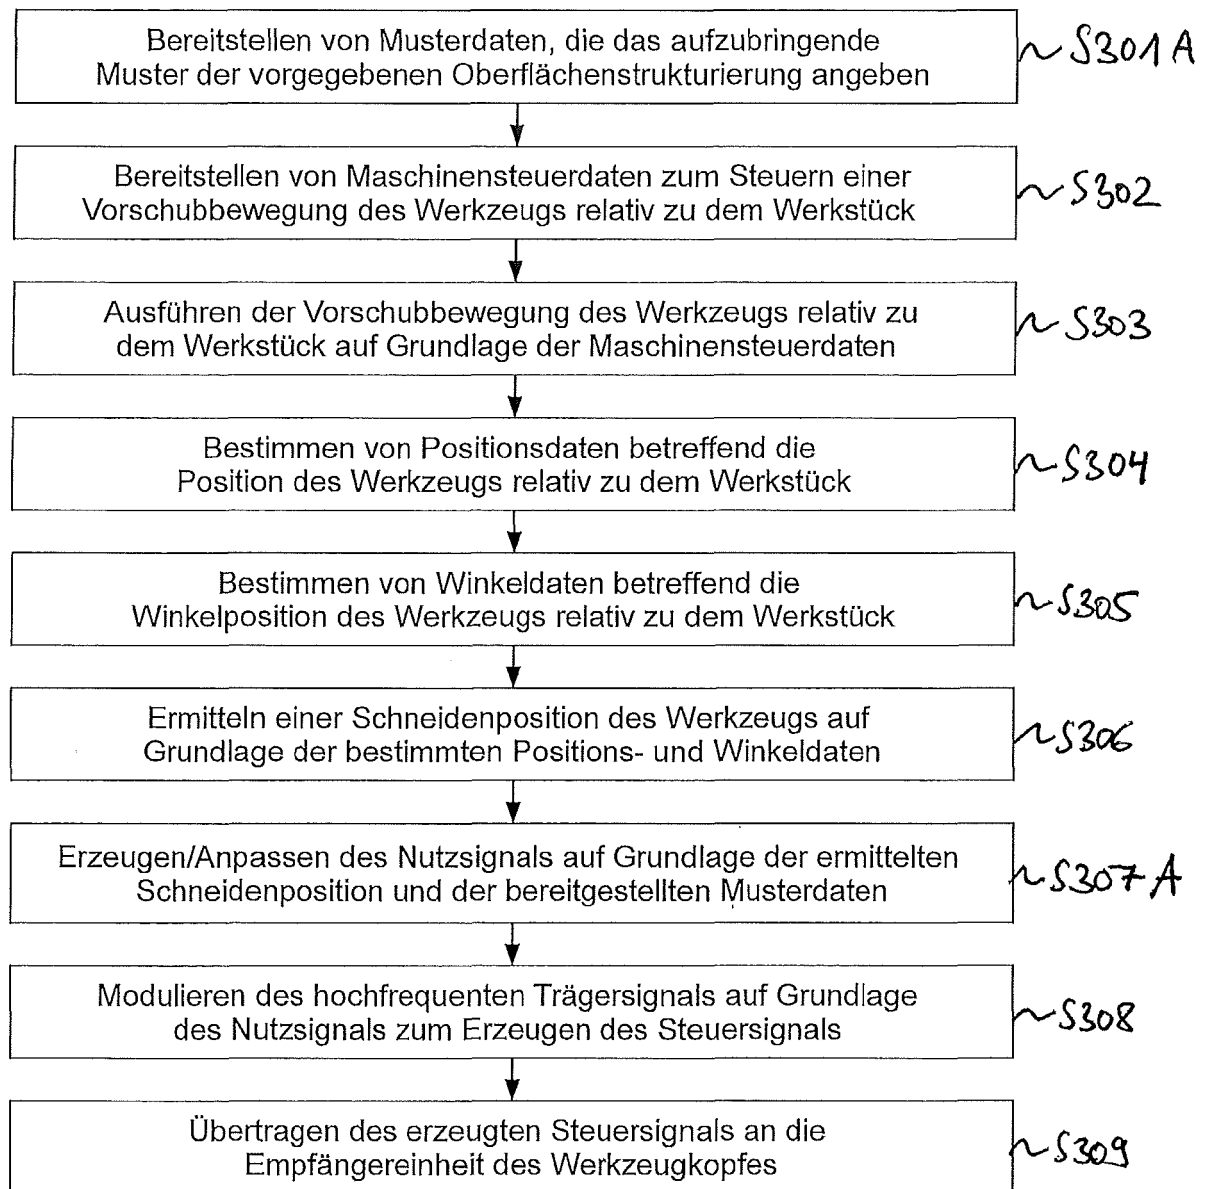 Bereitstellen von Musterdaten, die das aufzubringende
Muster der vorgegebenen Oberflächenstrukturierung angeben
S301A
Bereitstellen von Maschinensteuerdaten zum Steuern einer
Vorschubbewegung des Werkzeugs relativ zu dem Werkstück
S302
Ausführen der Vorschubbewegung des Werkzeugs relativ zu
dem Werkstück auf Grundlage der Maschinensteuerdaten
S303
Bestimmen von Positionsdaten betreffend die
Position des Werkzeugs relativ zu dem Werkstück
S304
Bestimmen von Winkeldaten betreffend die
Winkelposition des Werkzeugs relativ zu dem Werkstück
S305
Ermitteln einer Schneidenposition des Werkzeugs auf
Grundlage der bestimmten Positions- und Winkeldaten
S306
Erzeugen/Anpassen des Nutzsignals auf Grundlage der ermittelten
Schneidenposition und der bereitgestellten Musterdaten
S307A
Modulieren des hochfrequenten Trägersignals auf Grundlage
des Nutzsignals zum Erzeugen des Steuersignals
S308
Übertragen des erzeugten Steuersignals an die
Empfängereinheit des Werkzeugkopfes
S309